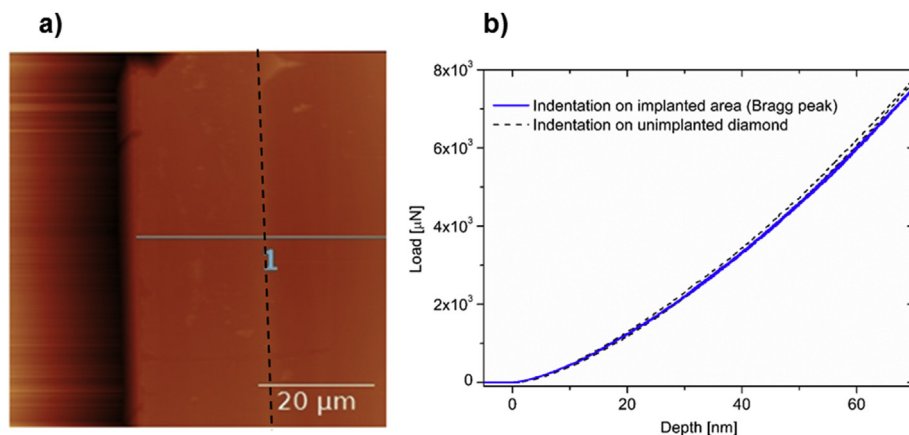 a)
1
20 μm
b)
8x10³
6x10³
4x10³
2x10³
0
Load [μN]
Indentation on implanted area (Bragg peak)
Indentation on unimplanted diamond
0
20
40
60
Depth [nm]